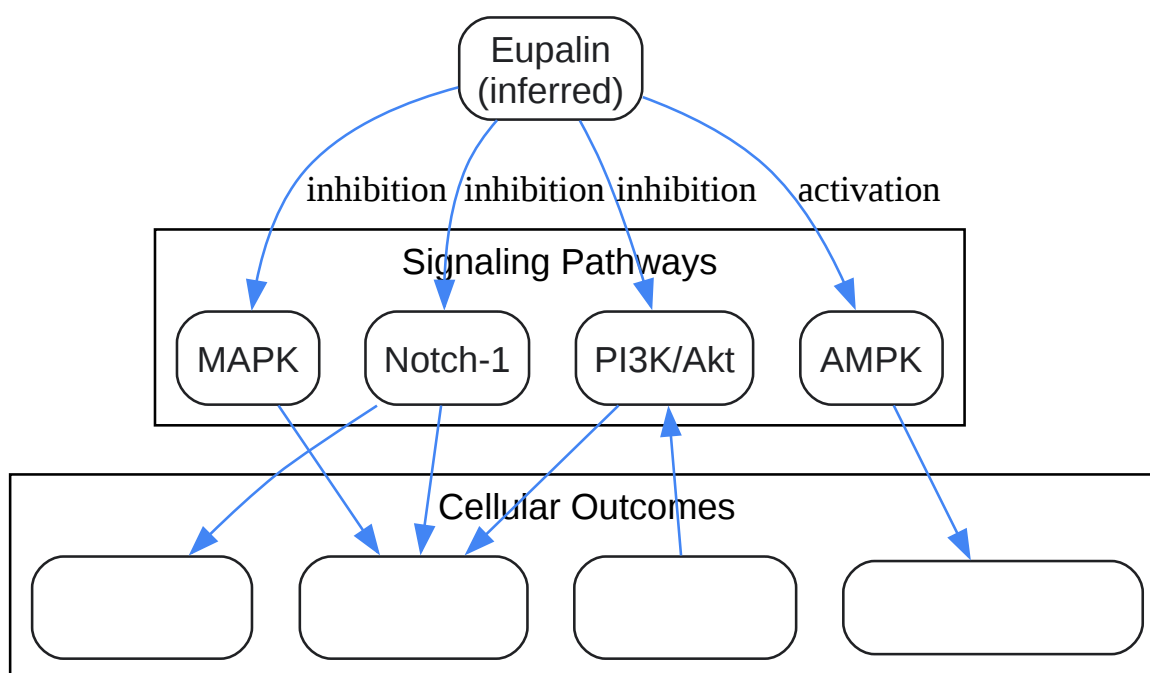 Eupalin
(inferred)
inhibition inhibition inhibition activation
Signaling Pathways
MAPK Notch-1 PI3K/Akt AMPK
Cellular Outcomes